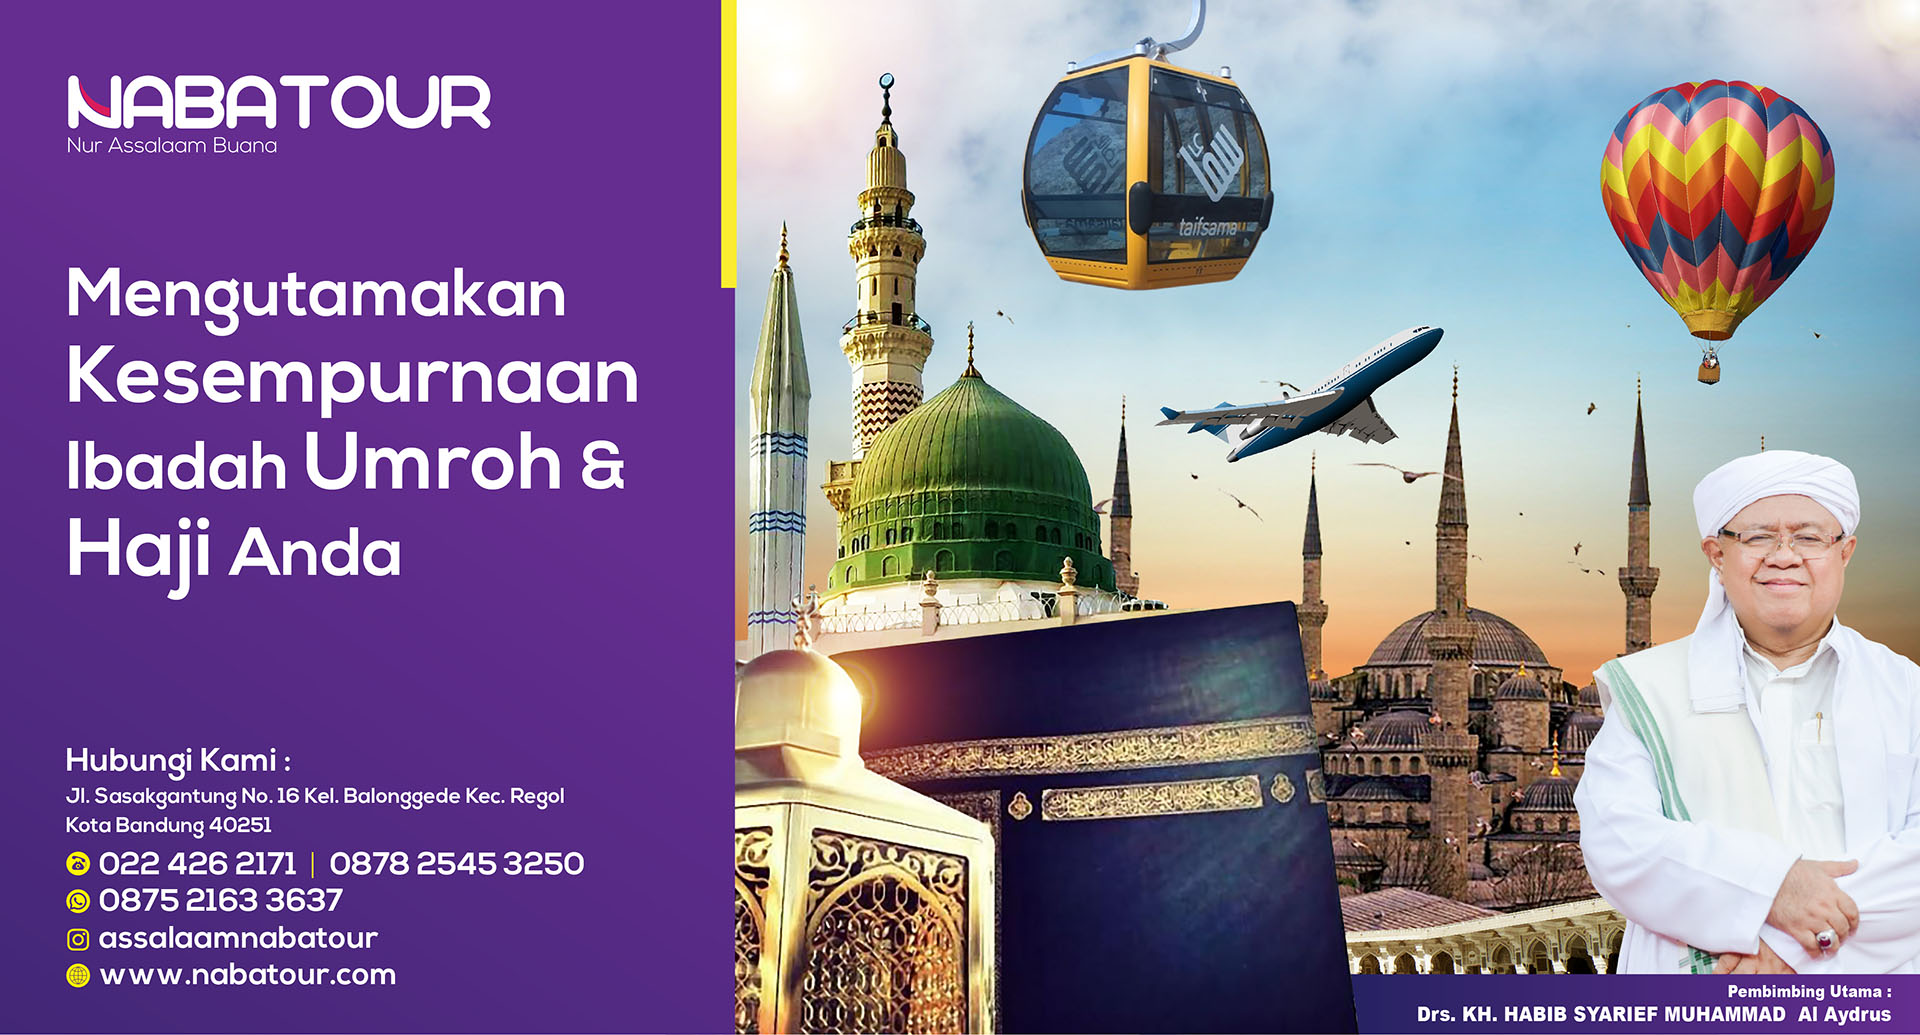 NABATOUR
Nur Assalaam Buana
Mengutamakan
Kesempurnaan
Ibadah Umroh &
Haji Anda
Hubungi Kami :
Jl. Sasakgantung No. 16 Kel. Balonggede Kec. Regol
Kota Bandung 40251
022 426 2171 | 0878 2545 3250
0875 2163 3637
assalaamnabatour
www.nabatour.com
taifsama
Pembimbing Utama :
Drs. KH. HABIB SYARIEF MUHAMMAD Al Aydrus